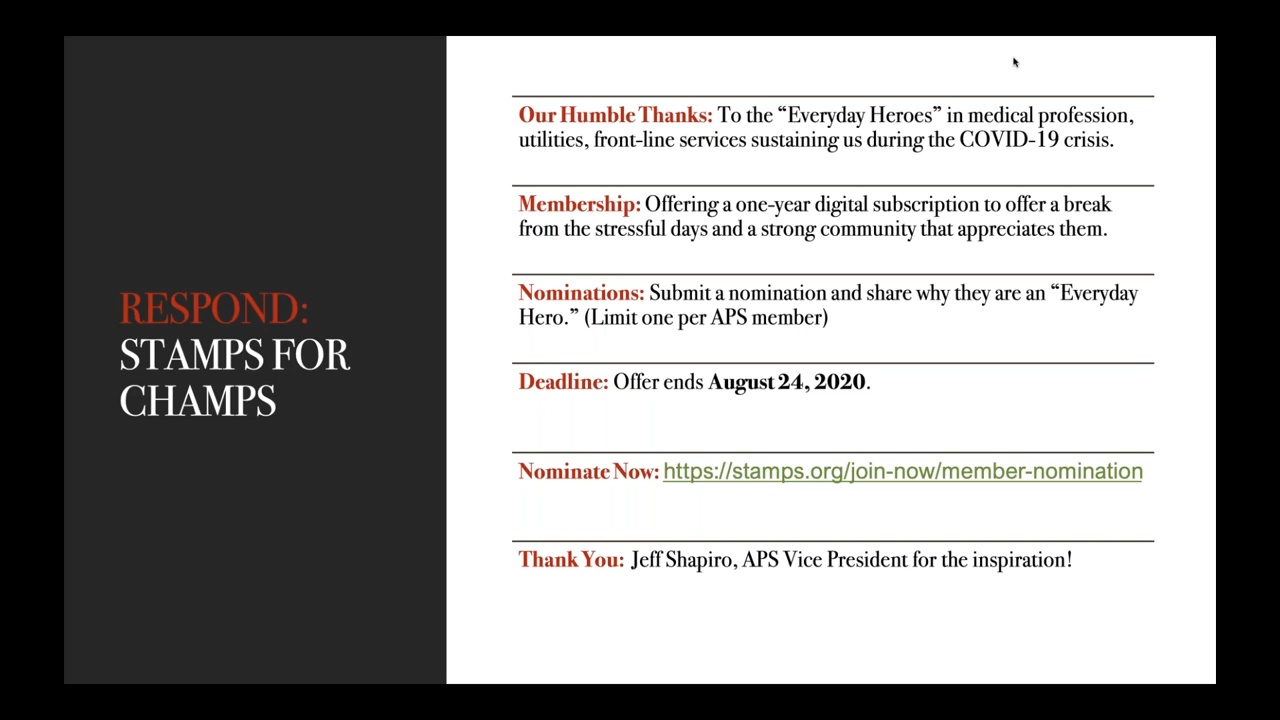 RESPOND:
STAMPS FOR
CHAMPS
Our Humble Thanks: To the “Everyday Heroes” in medical profession,
utilities, front-line services sustaining us during the COVID-19 crisis.
Membership: Offering a one-year digital subscription to offer a break
from the stressful days and a strong community that appreciates them.
Nominations: Submit a nomination and share why they are an “Everyday
Hero.” (Limit one per APS member)
Deadline: Offer ends August 24, 2020.
Nominate Now: https://stamps.org/join-now/member-nomination
Thank You: Jeff Shapiro, APS Vice President for the inspiration!